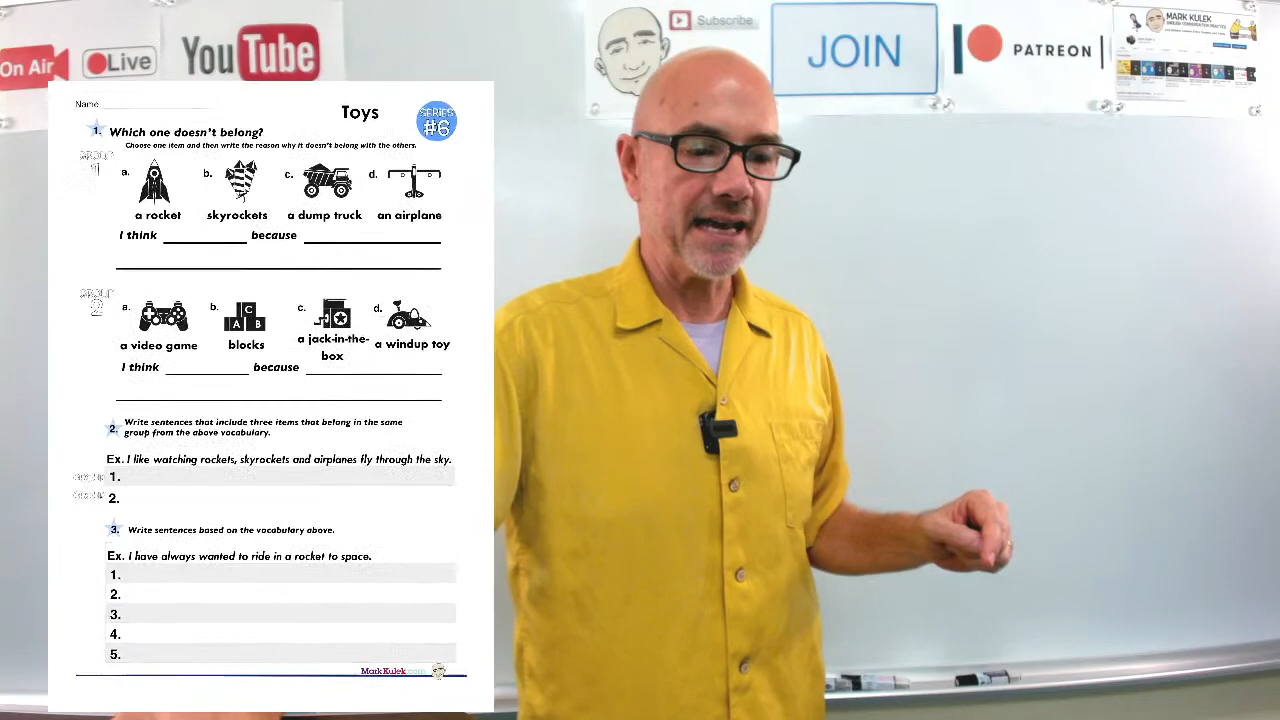 On Air
Live
YouTube
Subscribe
JOIN
PATREON
MARK KULEK
Name
Toys
SERIES
#6
1. Which one doesn't belong?
Choose one item and then write the reason why it doesn't belong with the others.
GROUP
1
a. b. c. d.
a rocket skyrockets a dump truck an airplane
I think because
GROUP
2
a. b. c. d.
C
A B
a video game blocks a jack-in-the-box a windup toy
I think because
2. Write sentences that include three items that belong in the same
group from the above vocabulary.
Ex. I like watching rockets, skyrockets and airplanes fly through the sky.
1.
2.
3. Write sentences based on the vocabulary above.
Ex. I have always wanted to ride in a rocket to space.
1.
2.
3.
4.
5.
MarkKulek.com